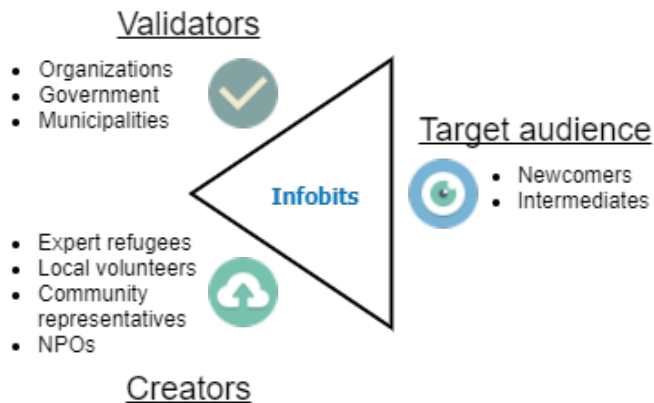 Validators
• Organizations
• Government
• Municipalities
Target audience
• Newcomers
• Intermediates
Infobits
• Expert refugees
• Local volunteers
• Community
representatives
• NPOs
Creators